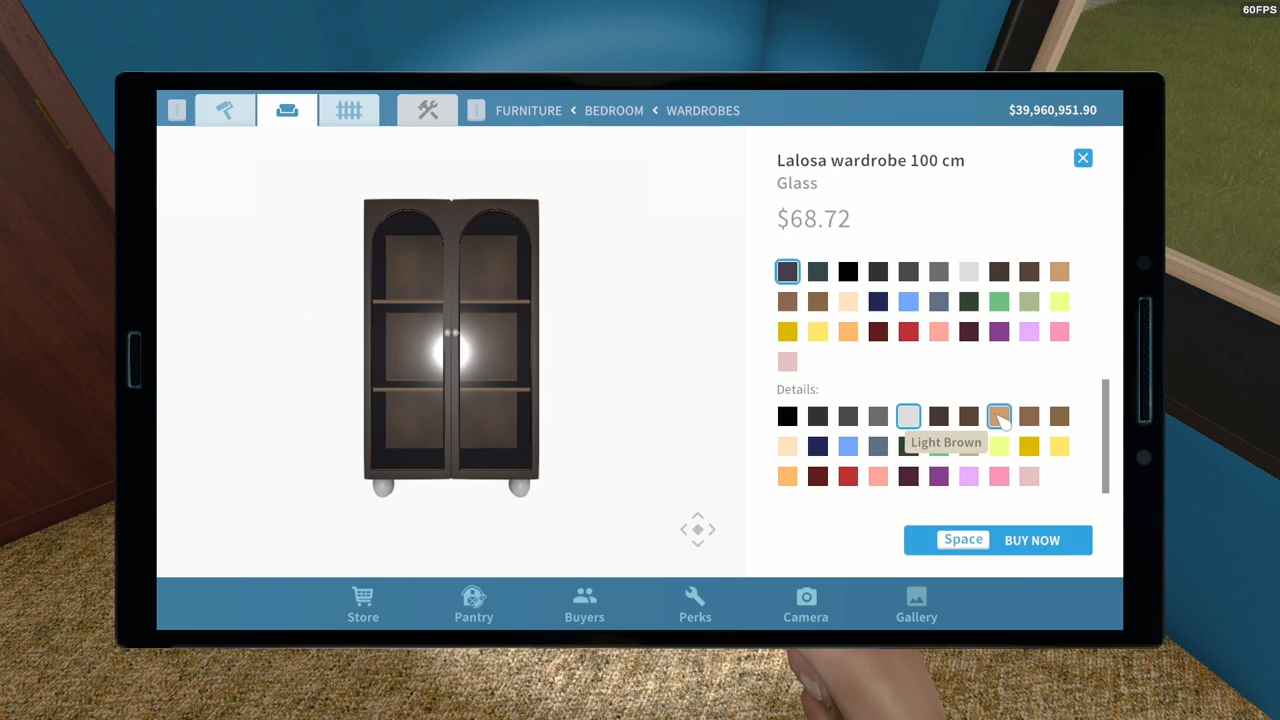 60FPS
FURNITURE < BEDROOM < WARDROBES
$39,960,951.90
Lalosa wardrobe 100 cm
Glass
$68.72
Details:
Light Brown
Space BUY NOW
Store Pantry Buyers Perks Camera Gallery